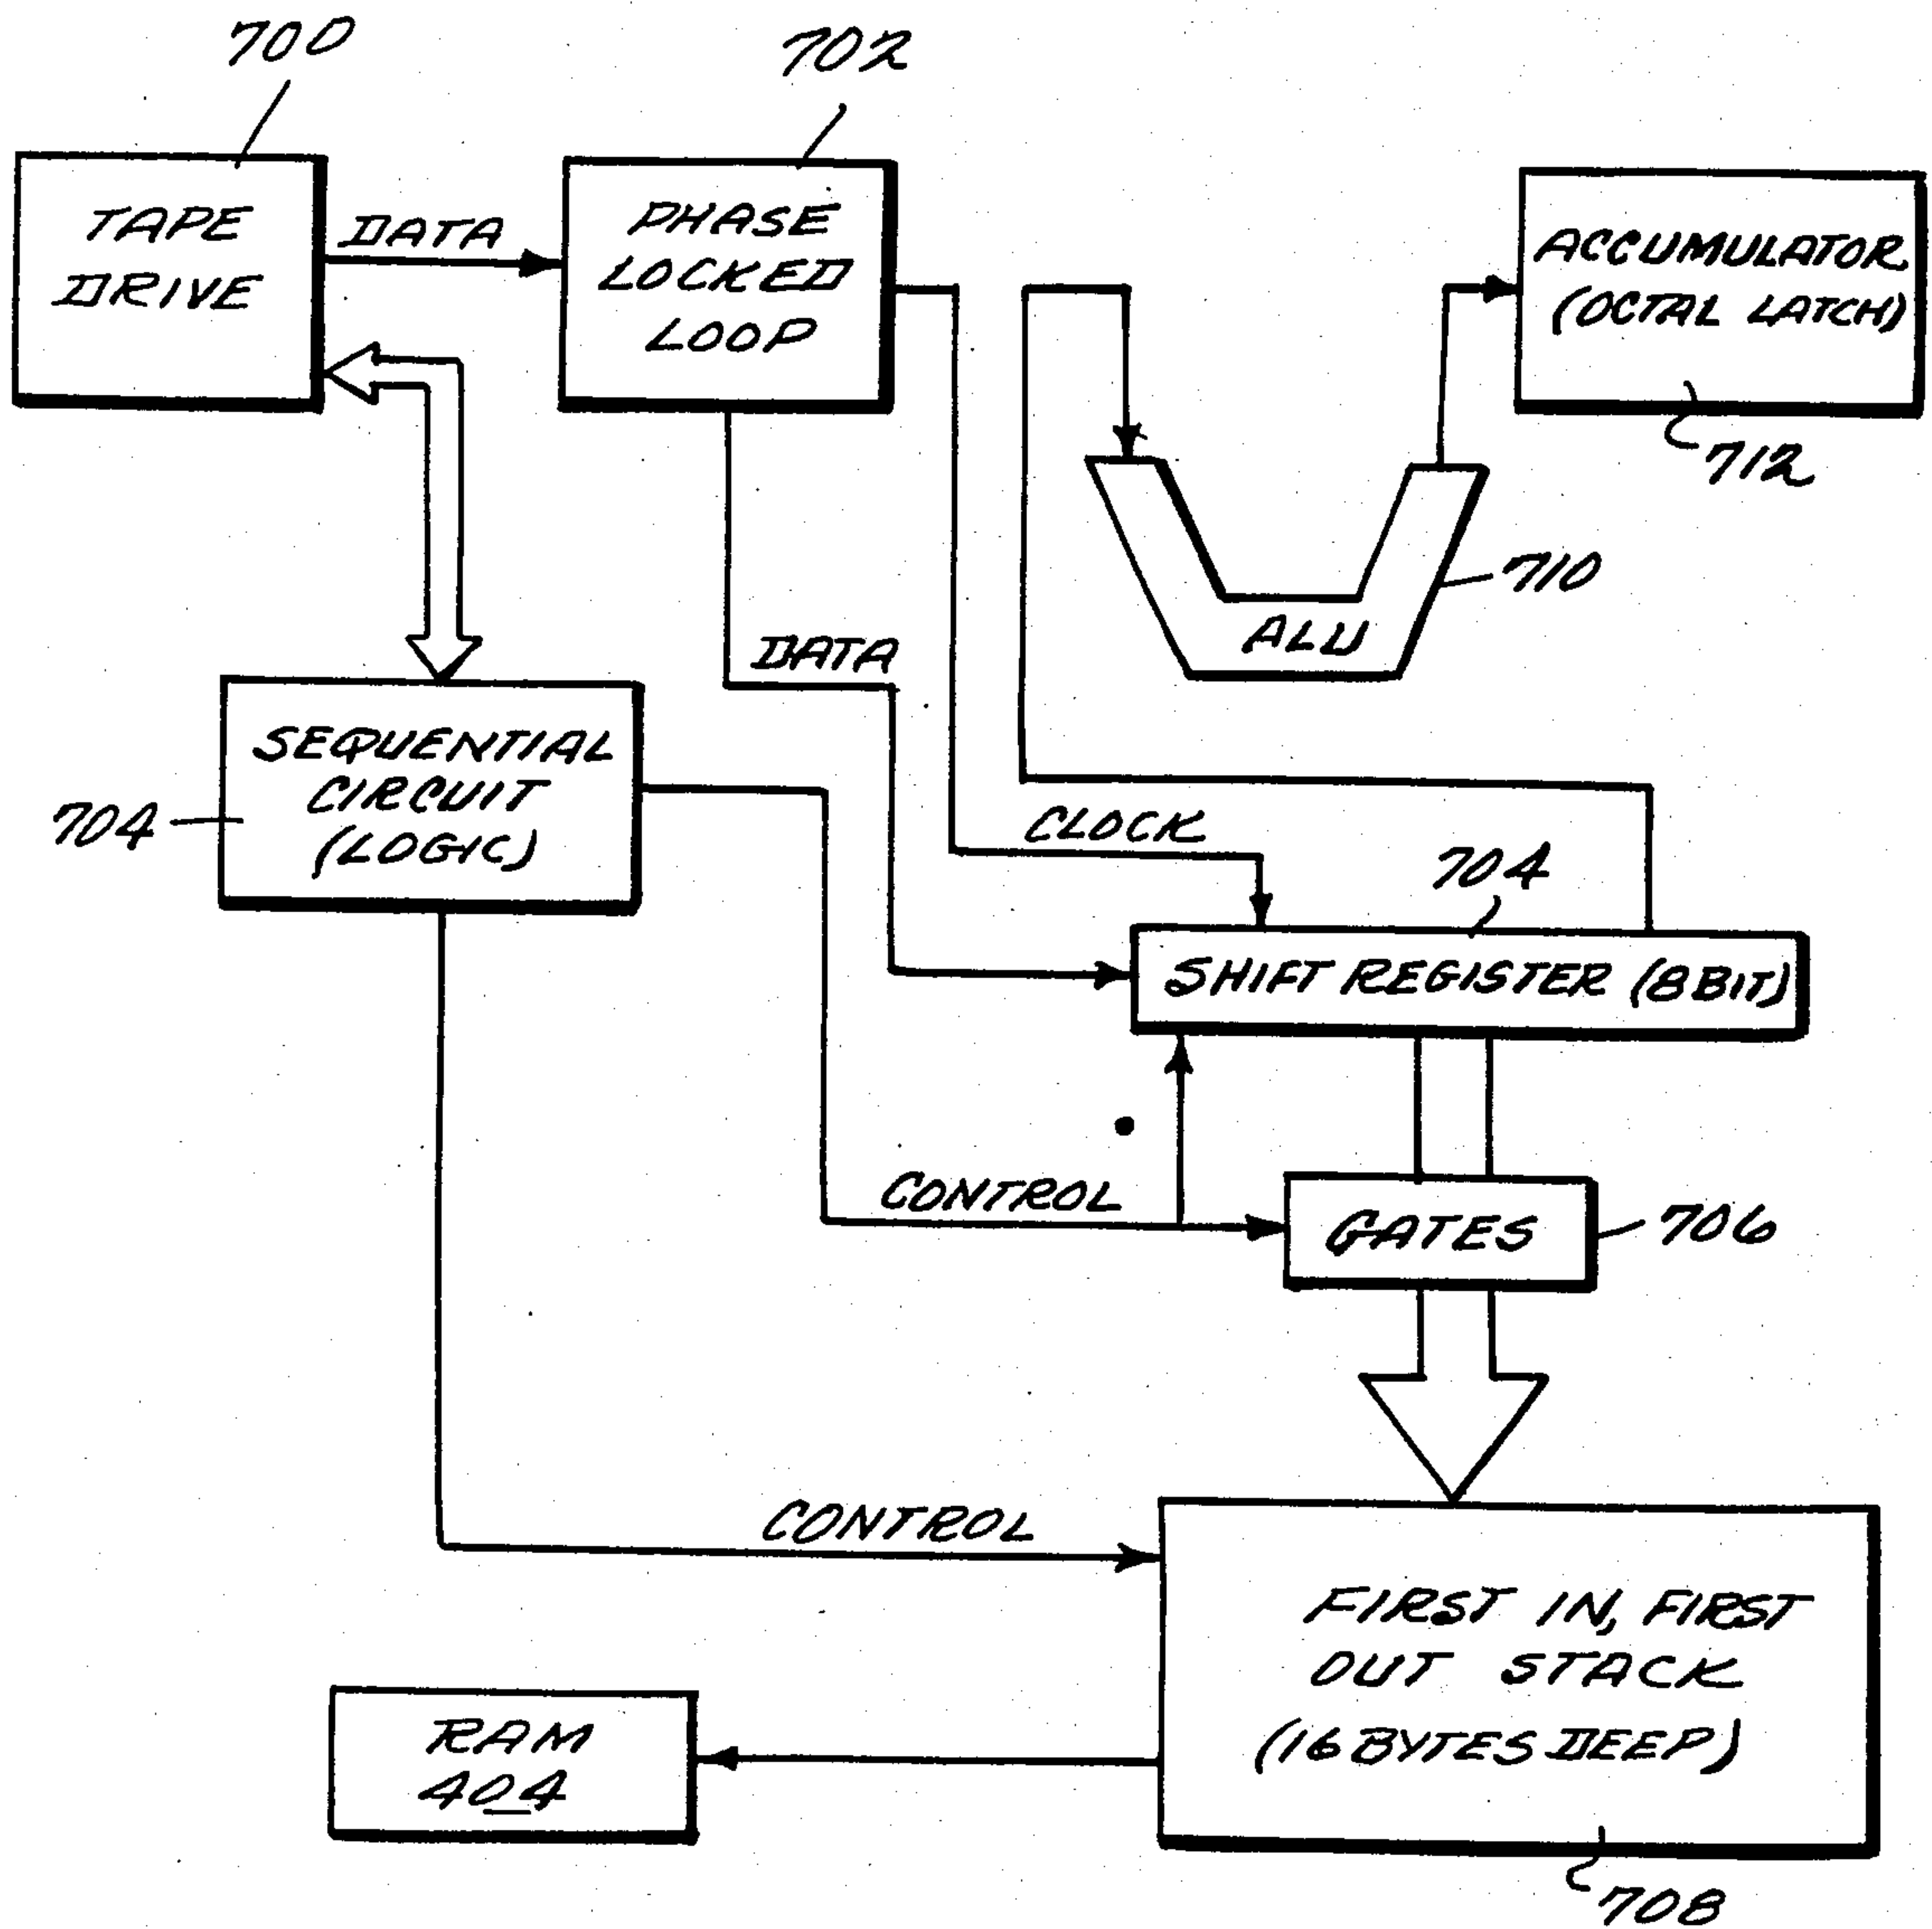 700
702
TAPE
DRIVE
DATA
PHASE
LOCKED
LOOP
ACCUMULATOR
(OCTAL LATCH)
712
710
ALU
DATA
SEQUENTIAL
CIRCUIT
(LOGIC)
704
CLOCK
704
SHIFT REGISTER (8 BIT)
CONTROL
GATES
706
CONTROL
FIRST IN, FIRST
OUT STACK
(16 BYTES DEEP)
RAM
404
708